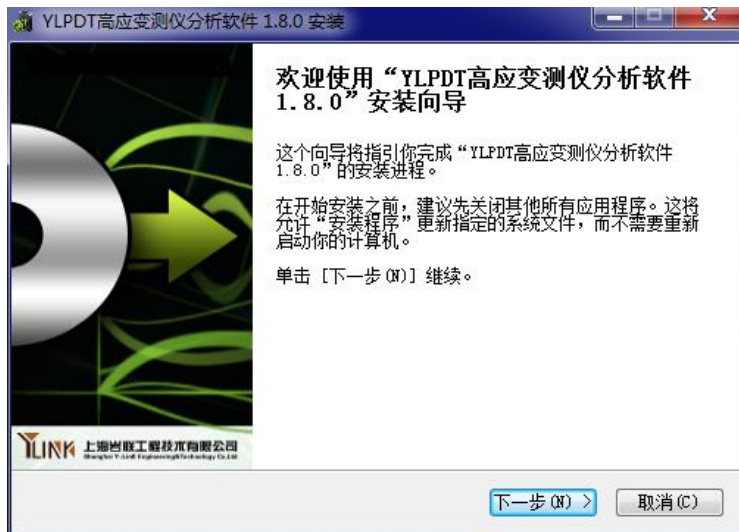 YLPDT高应变测仪分析软件 1.8.0 安装
欢迎使用“YLPDT高应变测仪分析软件
1.8.0”安装向导
这个向导将指引你完成“YLPDT高应变测仪分析软件
1.8.0”的安装进程。
在开始安装之前，建议先关闭其他所有应用程序。这将
允许“安装程序”更新指定的系统文件，而不需要重新
启动你的计算机。
单击 [下一步(N)] 继续。
YLINK 上海岩联工程技术有限公司
Shanghai Y-Link Engineering&Technology Co.Ltd
下一步(N) >
取消(C)